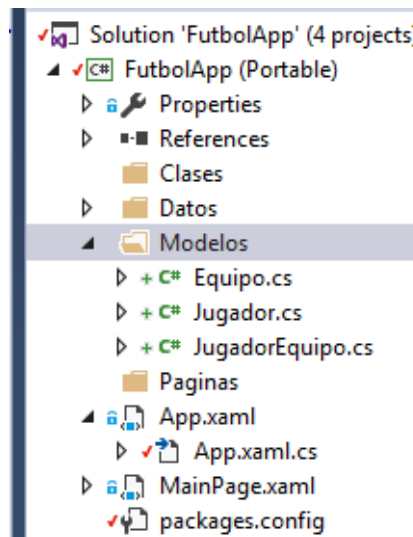 Solution 'FutbolApp' (4 projects)
C# FutbolApp (Portable)
Properties
References
Clases
Datos
Modelos
C# Equipo.cs
C# Jugador.cs
C# JugadorEquipo.cs
Paginas
App.xaml
App.xaml.cs
MainPage.xaml
packages.config